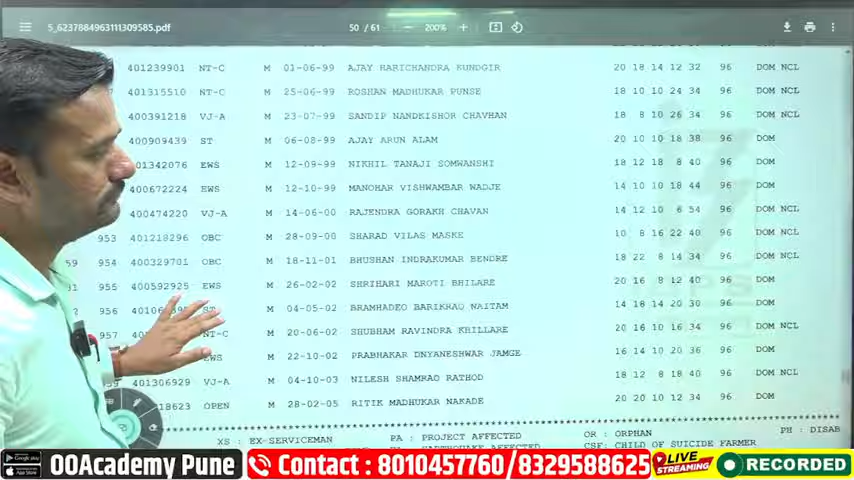 5_6237884963111309585.pdf
50 / 61
200%
401239901 NT-C M 01-06-99 AJAY HARICHANDRA KUNDGIR 20 18 14 12 32 96 DOM NCL
401315510 NT-C M 25-06-99 ROSHAN MADHUKAR PUNSE 18 10 10 24 34 96 DOM NCL
400391218 VJ-A M 23-07-99 SANDIP NANDKISHOR CHAVHAN 18 8 10 26 34 96 DOM NCL
400909439 ST M 06-08-99 AJAY ARUN ALAM 20 10 10 18 38 96 DOM
401342076 EWS M 12-09-99 NIKHIL TANAJI SOMWANSHI 18 12 18 8 40 96 DOM
400672224 EWS M 12-10-99 MANOHAR VISHWAMBAR WADJE 14 10 10 18 44 96 DOM
400474220 VJ-A M 14-06-00 RAJENDRA GORAKH CHAVAN 14 12 10 6 54 96 DOM NCL
953 401218296 OBC M 28-09-00 SHARAD VILAS MASKE 10 8 16 22 40 96 DOM NCL
59 954 400329701 OBC M 18-11-01 BHUSHAN INDRAKUMAR BENDRE 18 22 8 14 34 96 DOM NCL
955 400592925 EWS M 26-02-02 SHRIHARI MAROTI BHILARE 20 16 8 12 40 96 DOM
956 ST M 04-05-02 BRAMHADEO BARIKRAO NAITAM 14 18 14 20 30 96 DOM
957 NT-C M 20-06-02 SHUBHAM RAVINDRA KHILLARE 20 16 10 16 34 96 DOM NCL
EWS M 22-10-02 PRABHAKAR DNYANESHWAR JAMGE 16 14 10 20 36 96 DOM
401306929 VJ-A M 04-10-03 NILESH SHAMRAO RATHOD 18 12 8 18 40 96 DOM NCL
18623 OPEN M 28-02-05 RITIK MADHUKAR NAKADE 20 20 10 12 34 96 DOM
XS : EX-SERVICEMAN PA : PROJECT AFFECTED OR : ORPHAN PH : DISAB
CSF: CHILD OF SUICIDE FARMER
Google Play
App Store
OOAcademy Pune
Contact : 8010457760/8329588625
LIVE
STREAMING
RECORDED